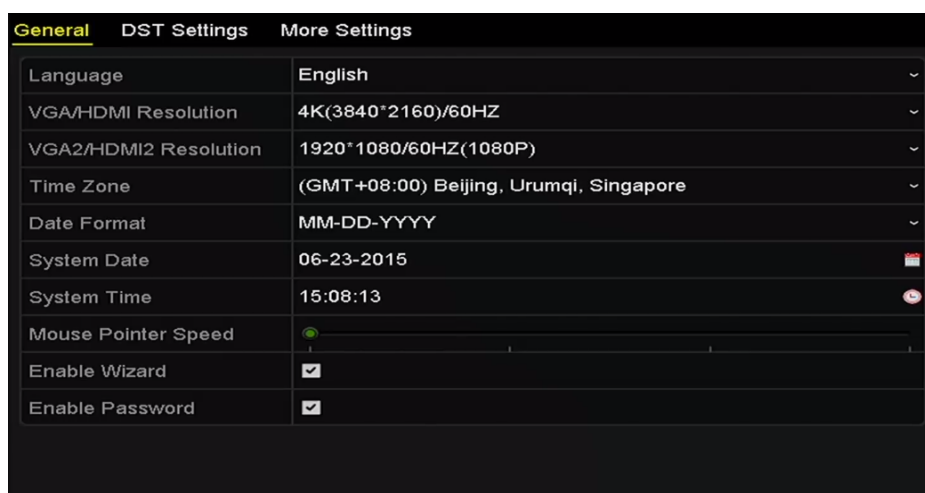 General DST Settings More Settings
Language English
VGA/HDMI Resolution 4K(3840*2160)/60HZ
VGA2/HDMI2 Resolution 1920*1080/60HZ(1080P)
Time Zone (GMT+08:00) Beijing, Urumqi, Singapore
Date Format MM-DD-YYYY
System Date 06-23-2015
System Time 15:08:13
Mouse Pointer Speed
Enable Wizard
Enable Password